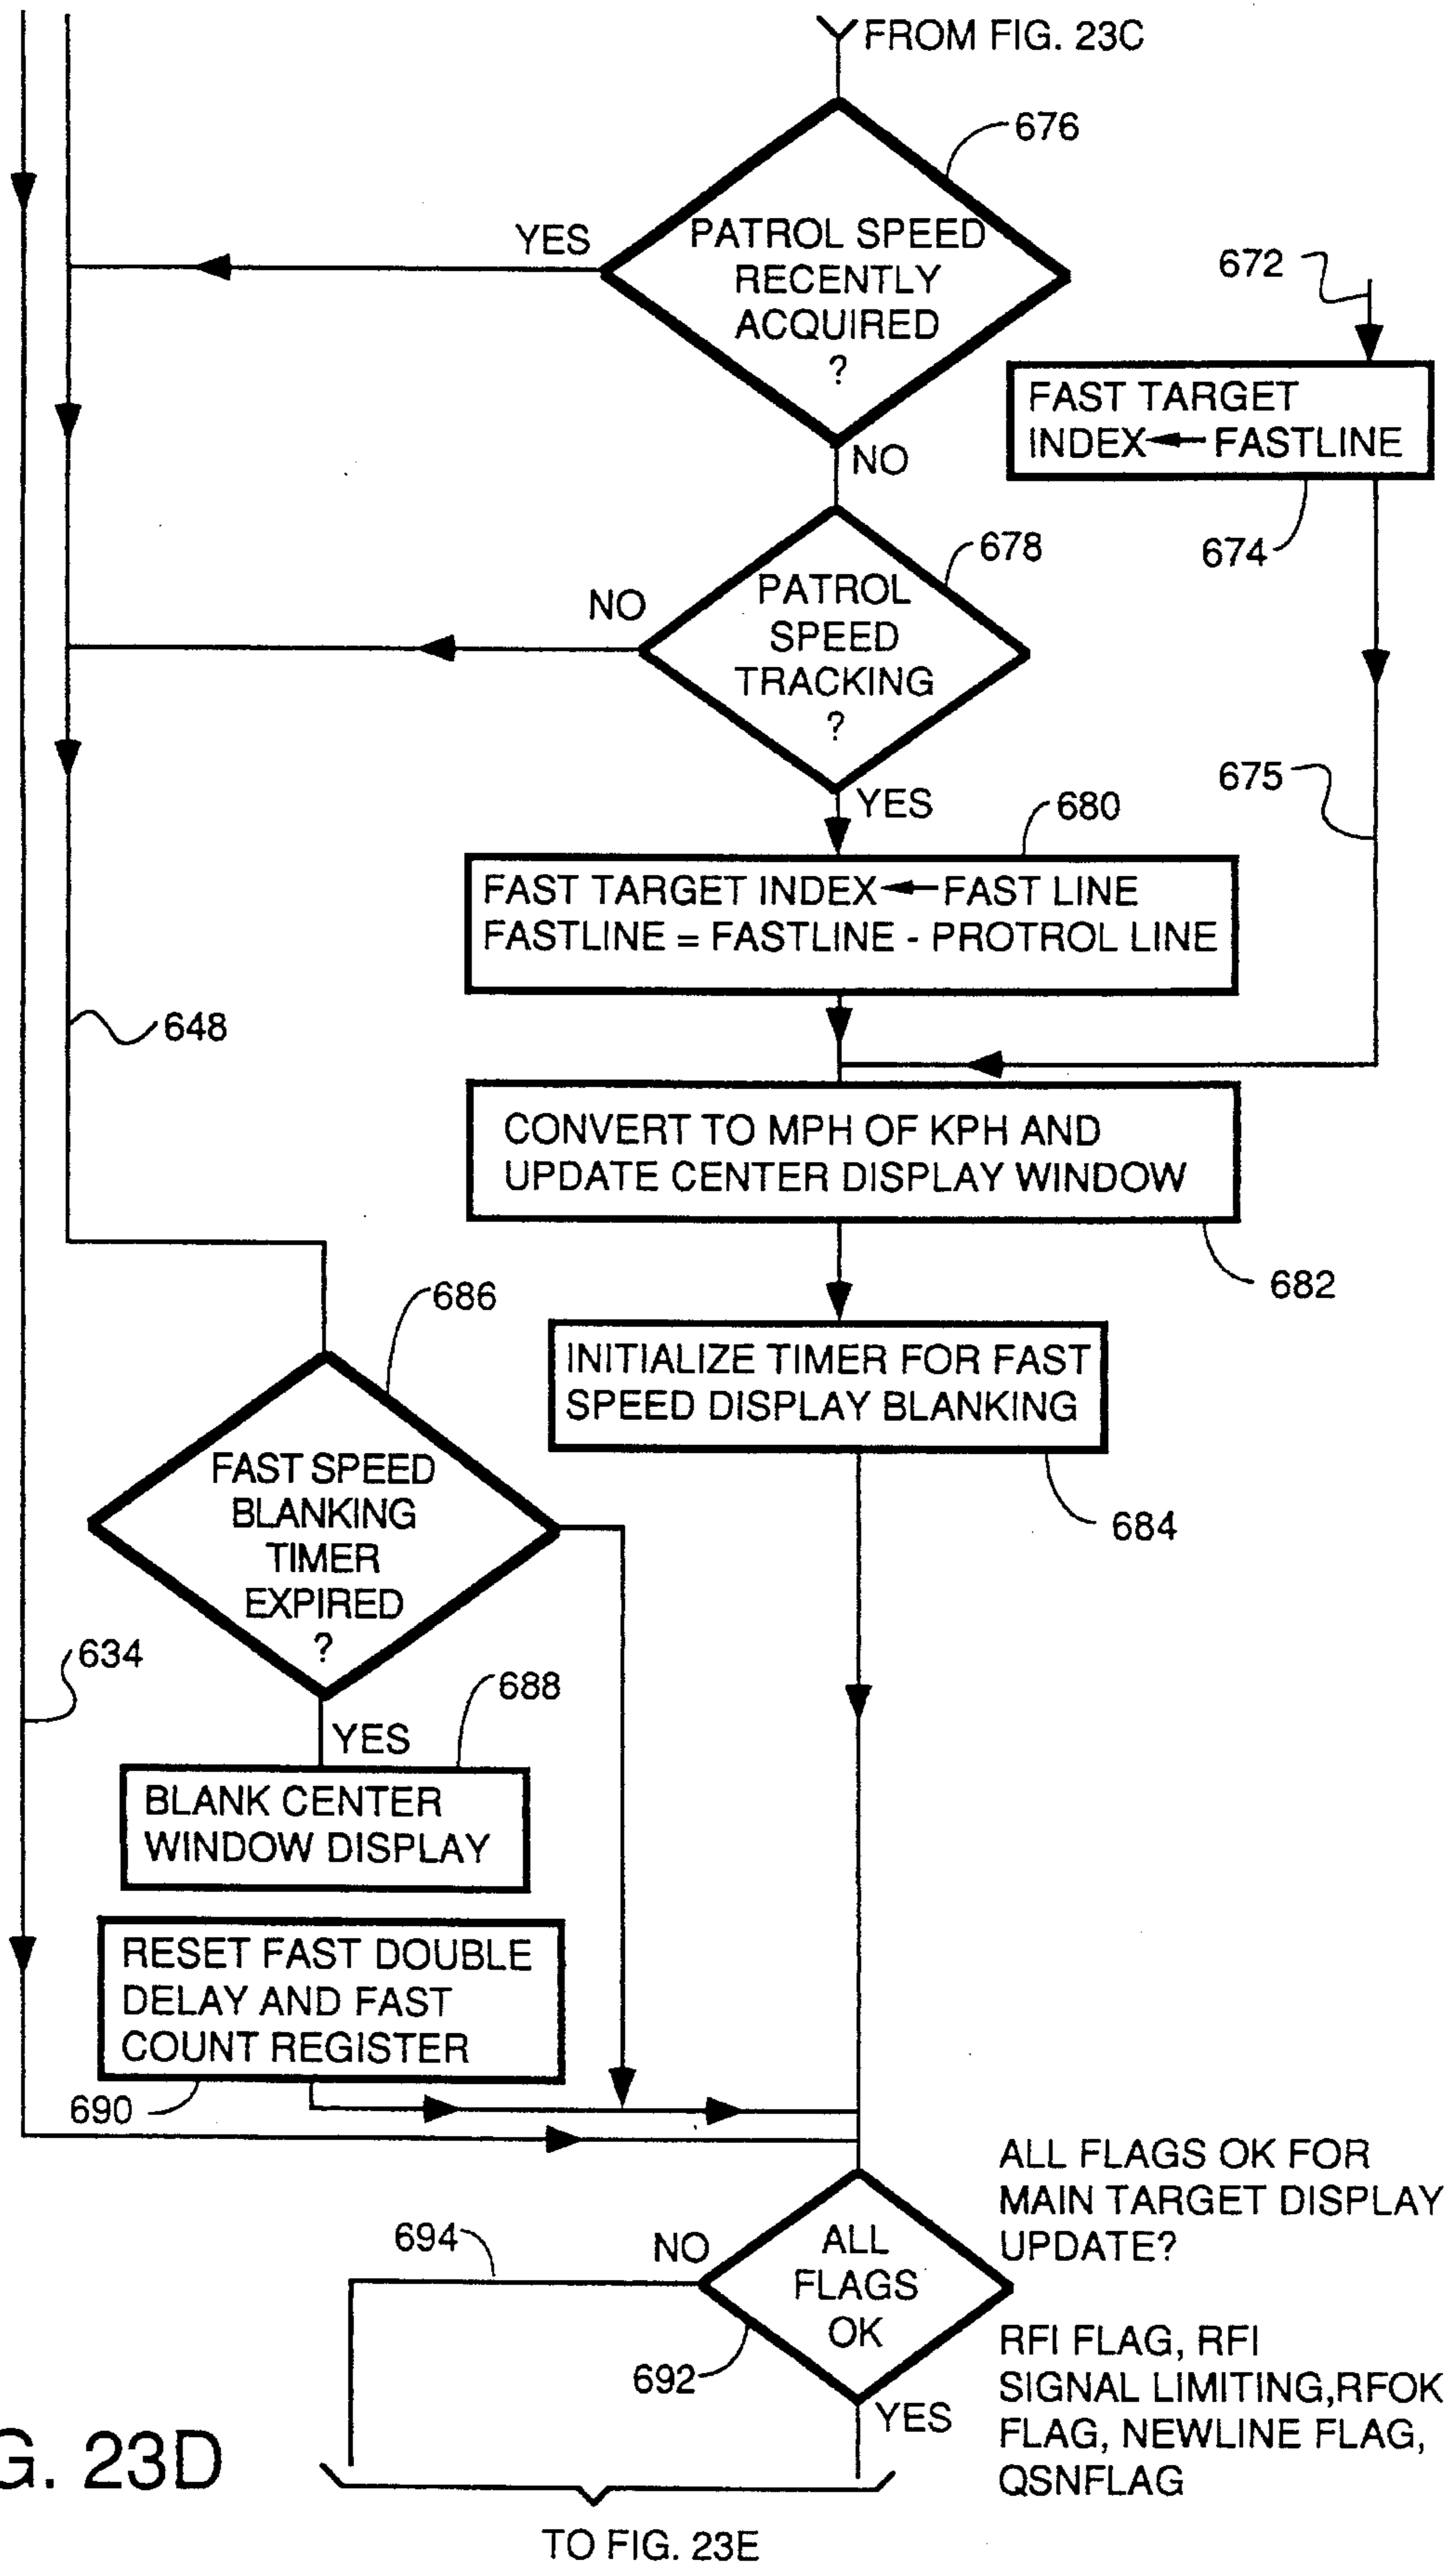 FROM FIG. 23C
676
YES
PATROL SPEED
RECENTLY
ACQUIRED
?
672
FAST TARGET
INDEX ← FASTLINE
NO
674
678
NO
PATROL
SPEED
TRACKING
?
675
YES
680
FAST TARGET INDEX ← FAST LINE
FASTLINE = FASTLINE - PROTROL LINE
648
CONVERT TO MPH OF KPH AND
UPDATE CENTER DISPLAY WINDOW
682
686
INITIALIZE TIMER FOR FAST
SPEED DISPLAY BLANKING
684
FAST SPEED
BLANKING
TIMER
EXPIRED
?
634
688
YES
BLANK CENTER
WINDOW DISPLAY
RESET FAST DOUBLE
DELAY AND FAST
COUNT REGISTER
690
ALL FLAGS OK FOR
MAIN TARGET DISPLAY
UPDATE?
694
NO
ALL
FLAGS
OK
692
YES
RFI FLAG, RFI
SIGNAL LIMITING,RFOK
FLAG, NEWLINE FLAG,
QSNFLAG
G. 23D
TO FIG. 23E